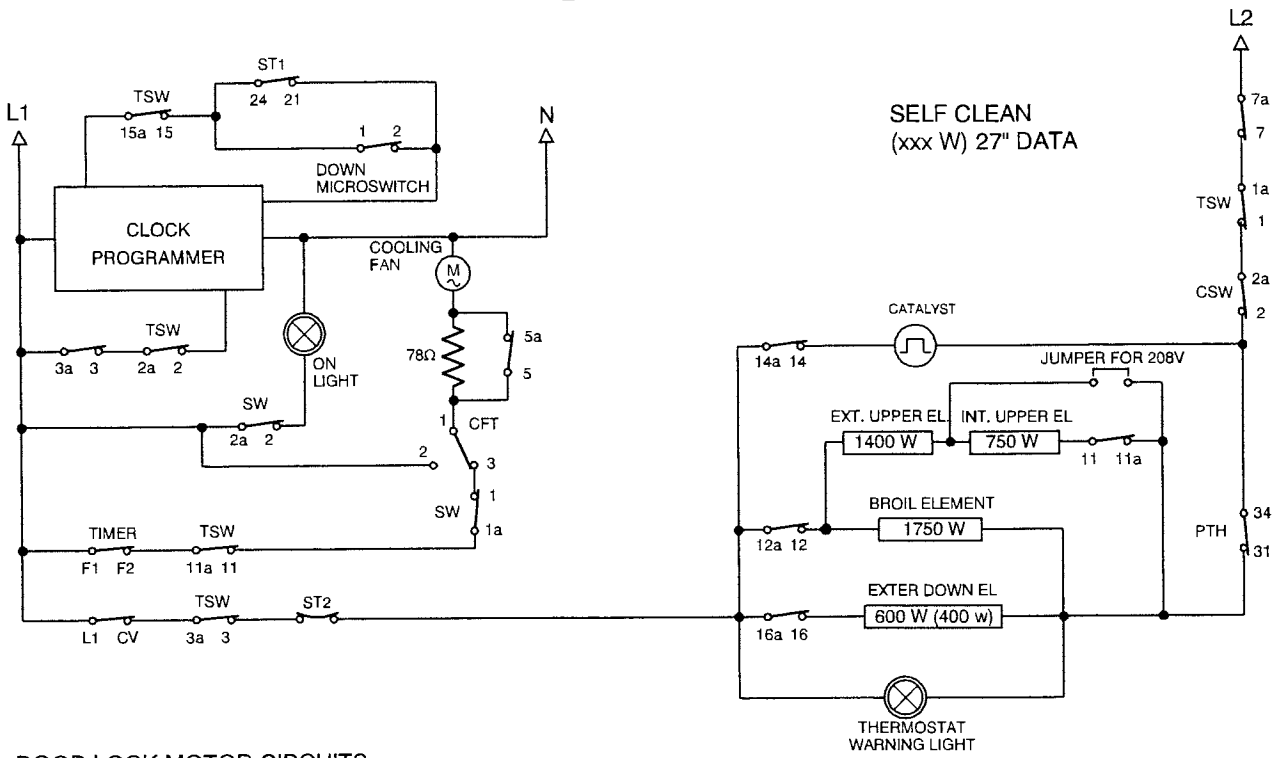 L2
ST1
24 21
7a
L1
TSW
N
SELF CLEAN
(xxx W) 27" DATA
15a 15
1 2
7
DOWN
MICROSWITCH
1a
TSW
1
CLOCK
PROGRAMMER
COOLING
FAN
M
2a
CSW
2
CATALYST
TSW
3a 3
2a 2
ON
LIGHT
78Ω
5a
5
14a 14
JUMPER FOR 208V
SW
2a 2
1
CFT
2
3
EXT. UPPER EL
INT. UPPER EL
1400 W
750 W
11 11a
1
SW
1a
BROIL ELEMENT
1750 W
12a 12
34
PTH
31
TIMER
TSW
F1 F2
11a 11
EXTER DOWN EL
600 W (400 w)
16a 16
TSW
ST2
L1 CV
3a 3
THERMOSTAT
WARNING LIGHT
DOOR LOCK MOTOR CIRCUITS